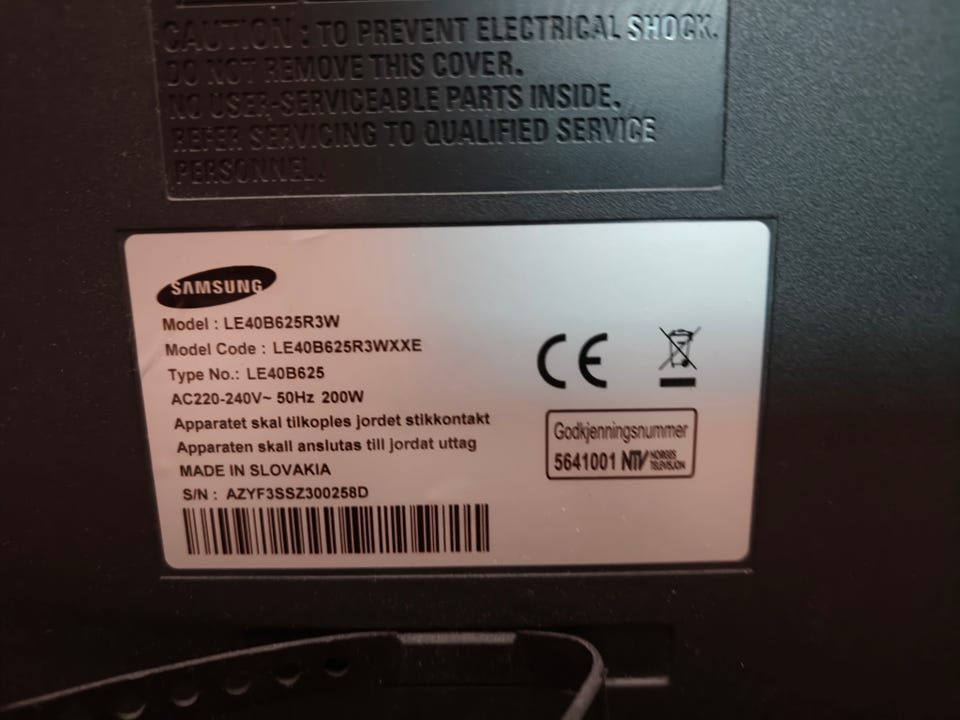 CAUTION : TO PREVENT ELECTRICAL SHOCK.
DO NOT REMOVE THIS COVER.
NO USER-SERVICEABLE PARTS INSIDE.
REFER SERVICING TO QUALIFIED SERVICE
PERSONNEL.
SAMSUNG
Model : LE40B625R3W
Model Code : LE40B625R3WXXE
Type No.: LE40B625
AC220-240V~ 50Hz 200W
Apparatet skal tilkoples jordet stikkontakt
Apparaten skall anslutas till jordat uttag
MADE IN SLOVAKIA
S/N : AZYF3SSZ300258D
CE
Godkjenningsnummer
5641001 NTV NORGES
TELEVISJON